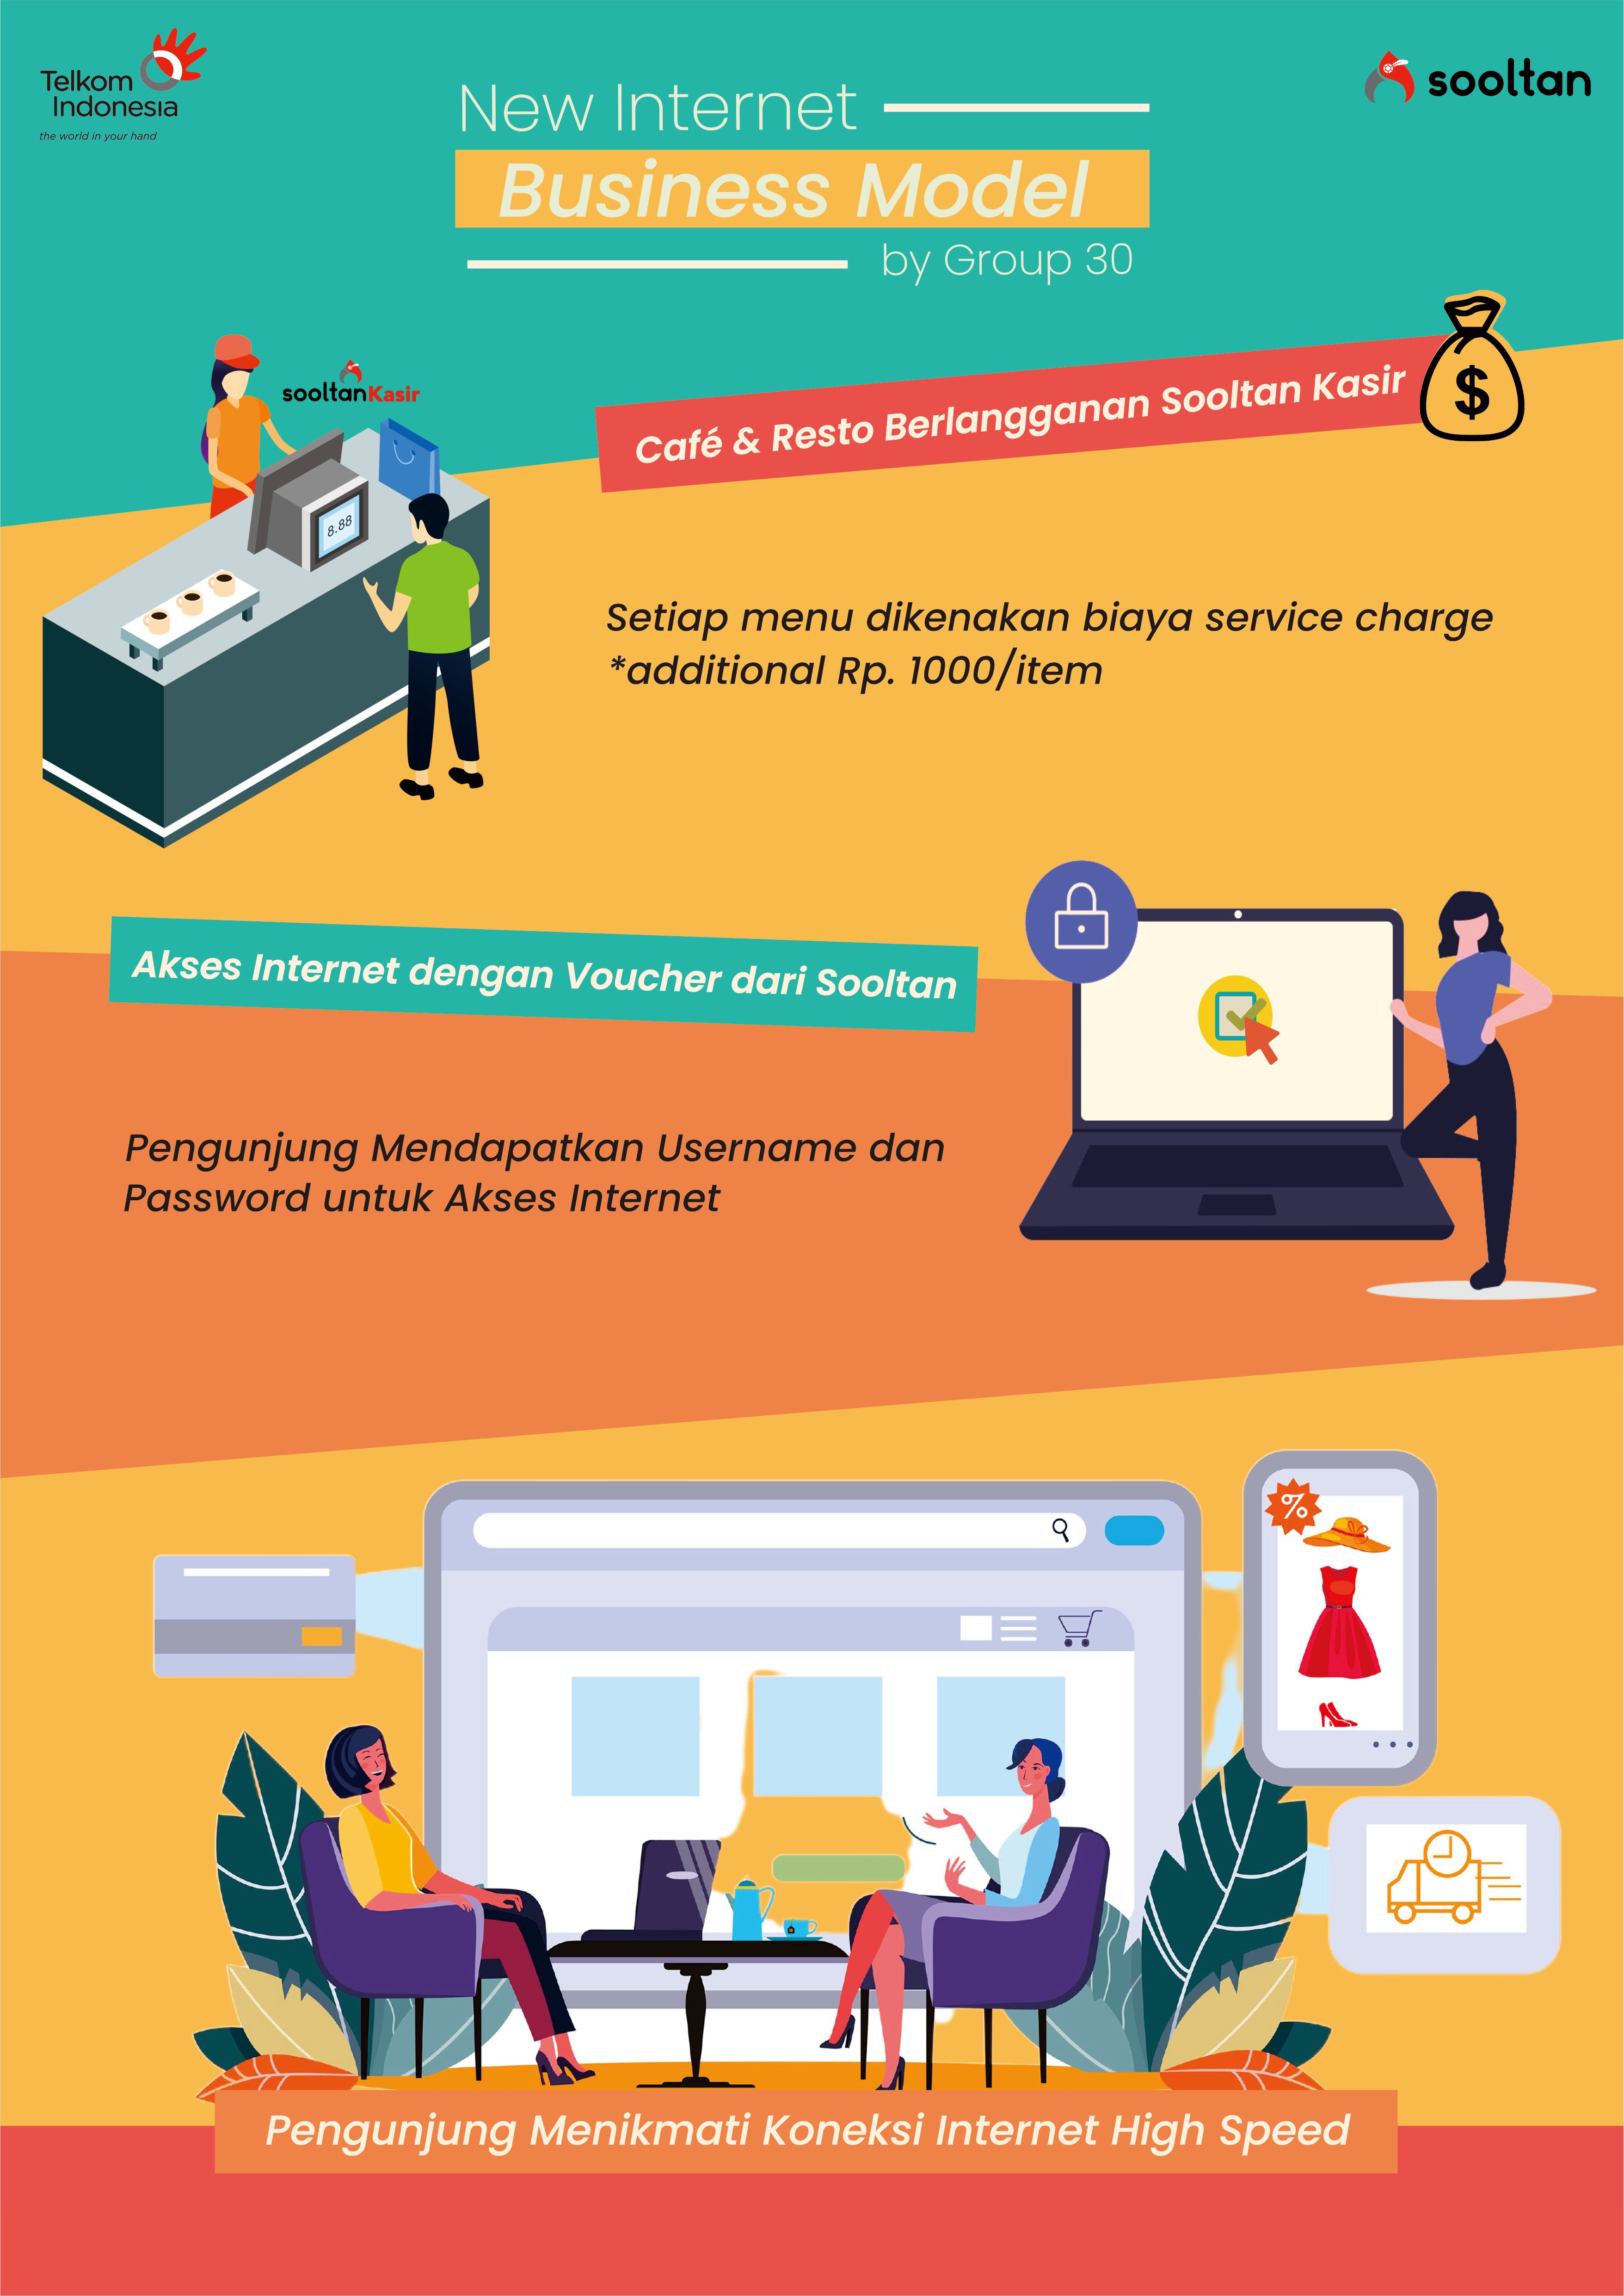 Telkom
Indonesia
the world in your hand
sooltan
New Internet
Business Model
by Group 30
sooltanKasir
Café & Resto Berlangganan Sooltan Kasir
$
8.88
Setiap menu dikenakan biaya service charge
*additional Rp. 1000/item
Akses Internet dengan Voucher dari Sooltan
Pengunjung Mendapatkan Username dan
Password untuk Akses Internet
%
Pengunjung Menikmati Koneksi Internet High Speed